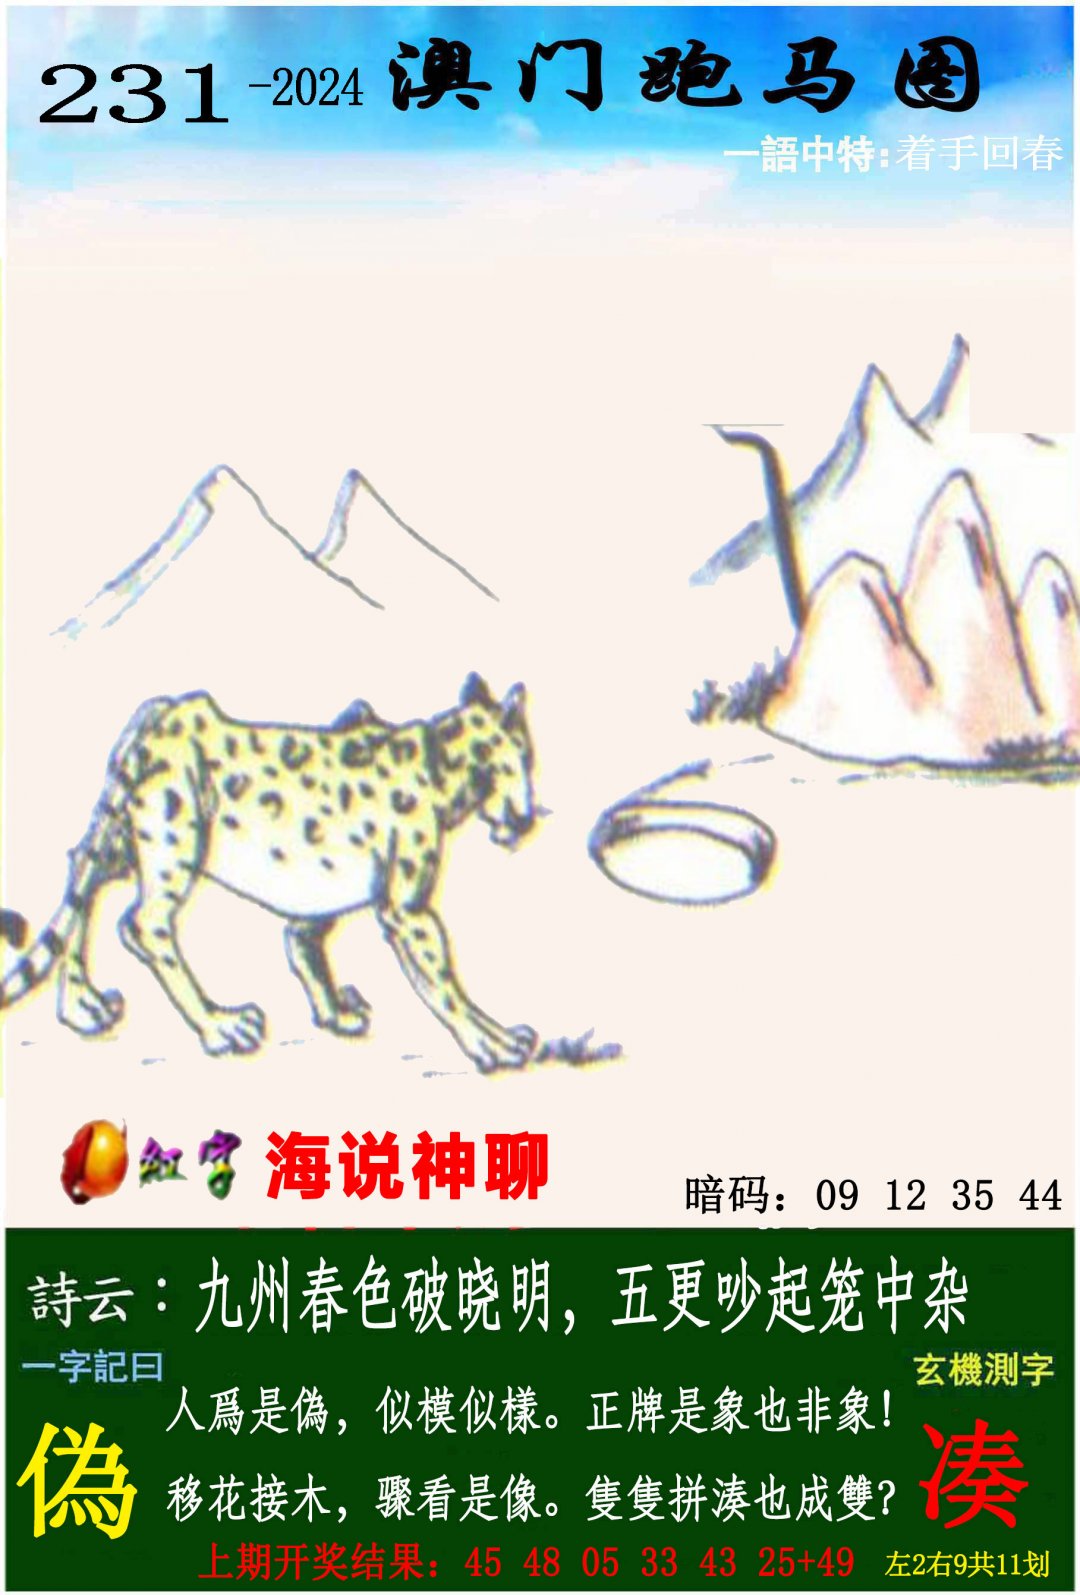 231-2024 澳门跑马图
一語中特:着手回春
红字 海说神聊
暗码: 09 12 35 44
詩云：九州春色破晓明，五更吵起笼中杂
一字記曰
玄機測字
人爲是偽，似模似樣。正牌是象也非象！
偽
凑
移花接木，骤看是像。隻隻拼湊也成雙？
上期开奖结果：45 48 05 33 43 25+49
左2右9共11划